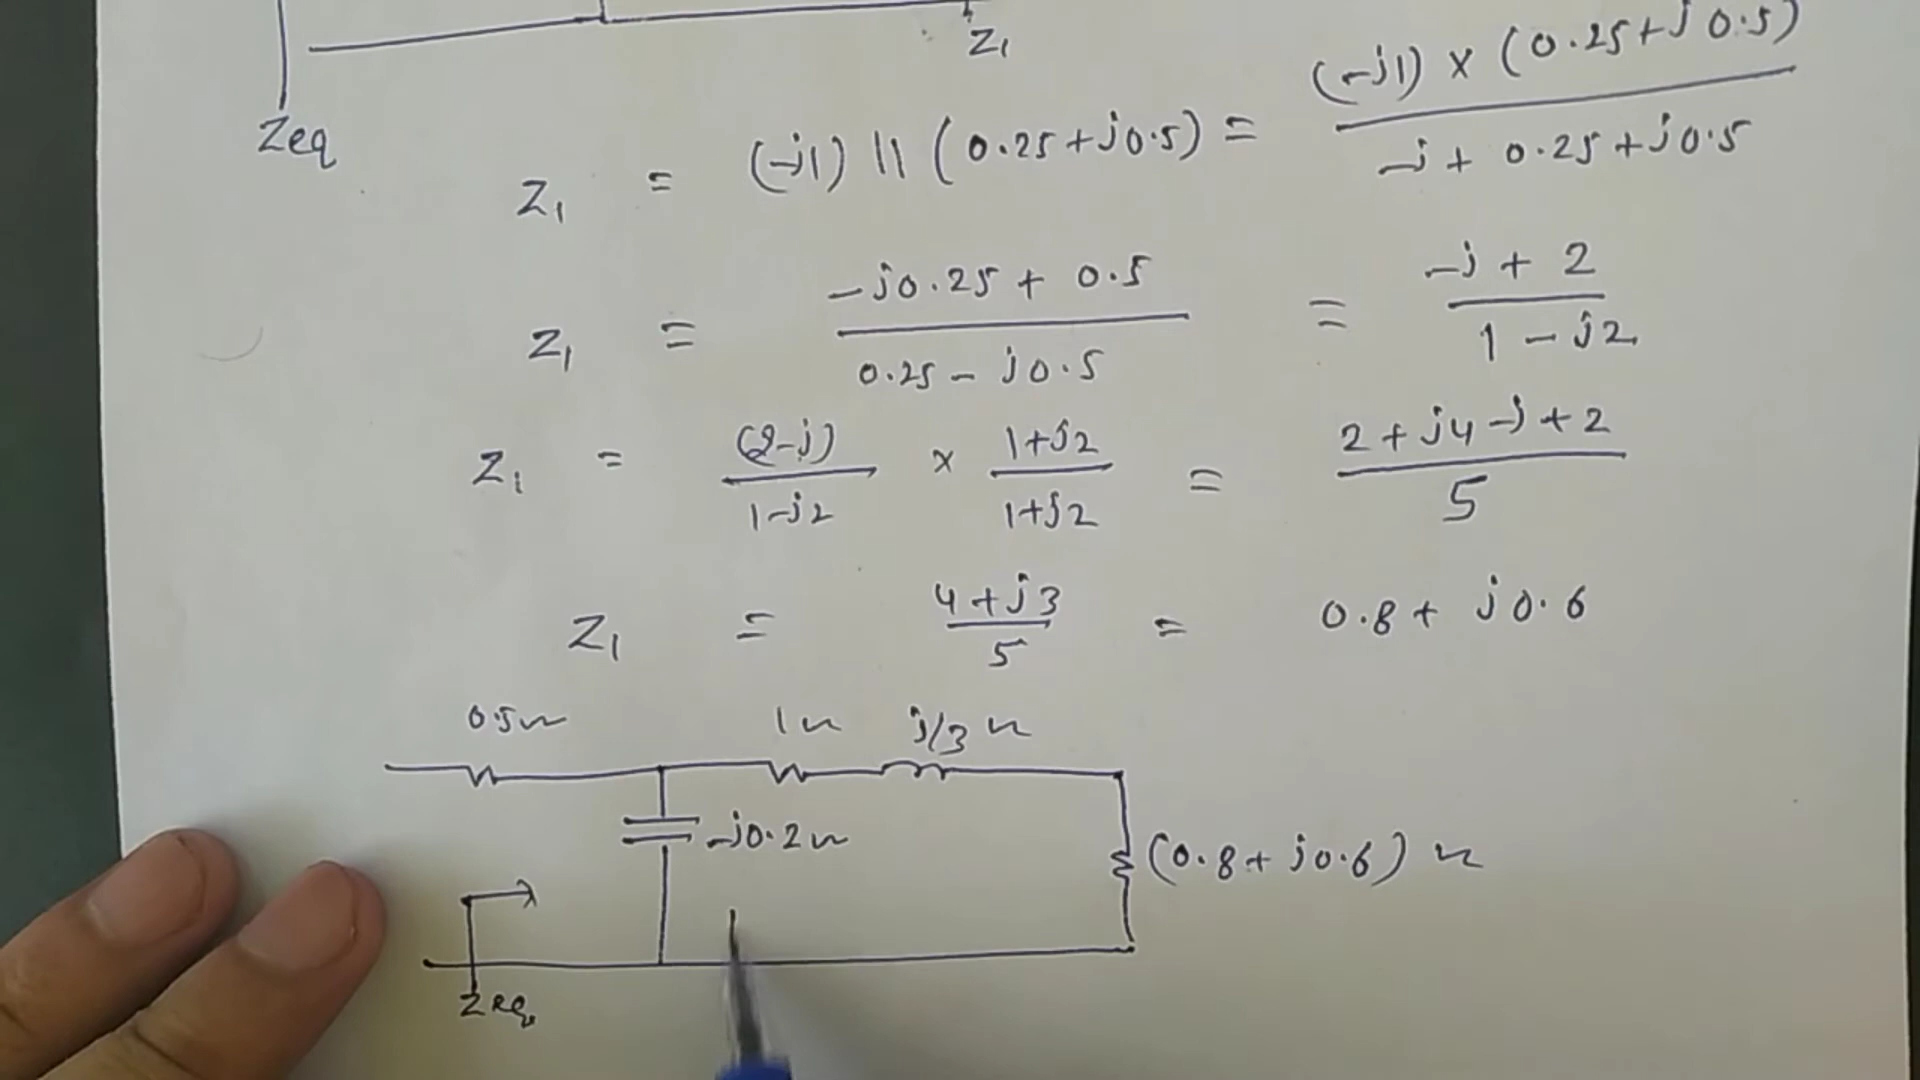 Z1
Zeq
Z1 = (-j1) || (0.25+j0.5) = (-j1) x (0.25+j0.5) / -j + 0.25+j0.5
Z1 = -j0.25 + 0.5 / 0.25 - j0.5 = -j + 2 / 1 - j2
Z1 = (2-j) / 1-j2 x 1+j2 / 1+j2 = 2+j4-j+2 / 5
Z1 = 4+j3 / 5 = 0.8 + j0.6
0.5Ω 1Ω j/3 Ω
-j0.2Ω
(0.8+j0.6) Ω
Zeq